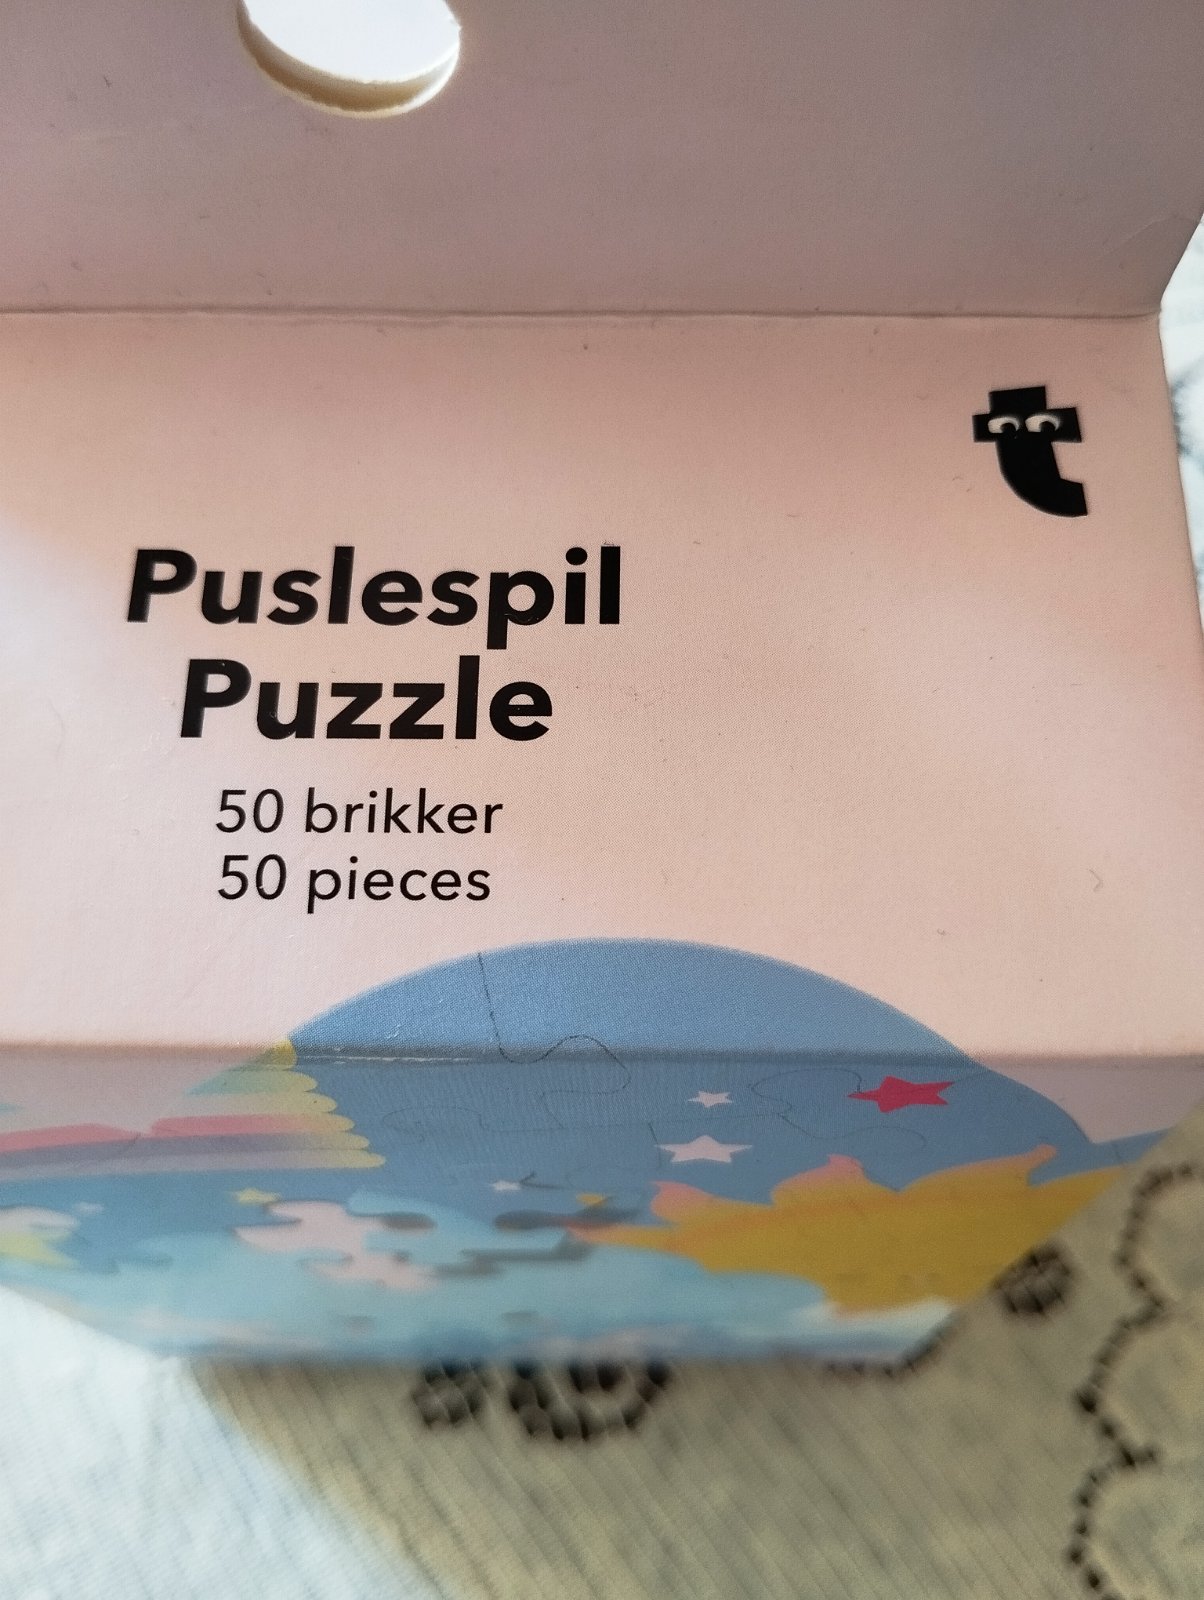 t
Puslespil
Puzzle
50 brikker
50 pieces